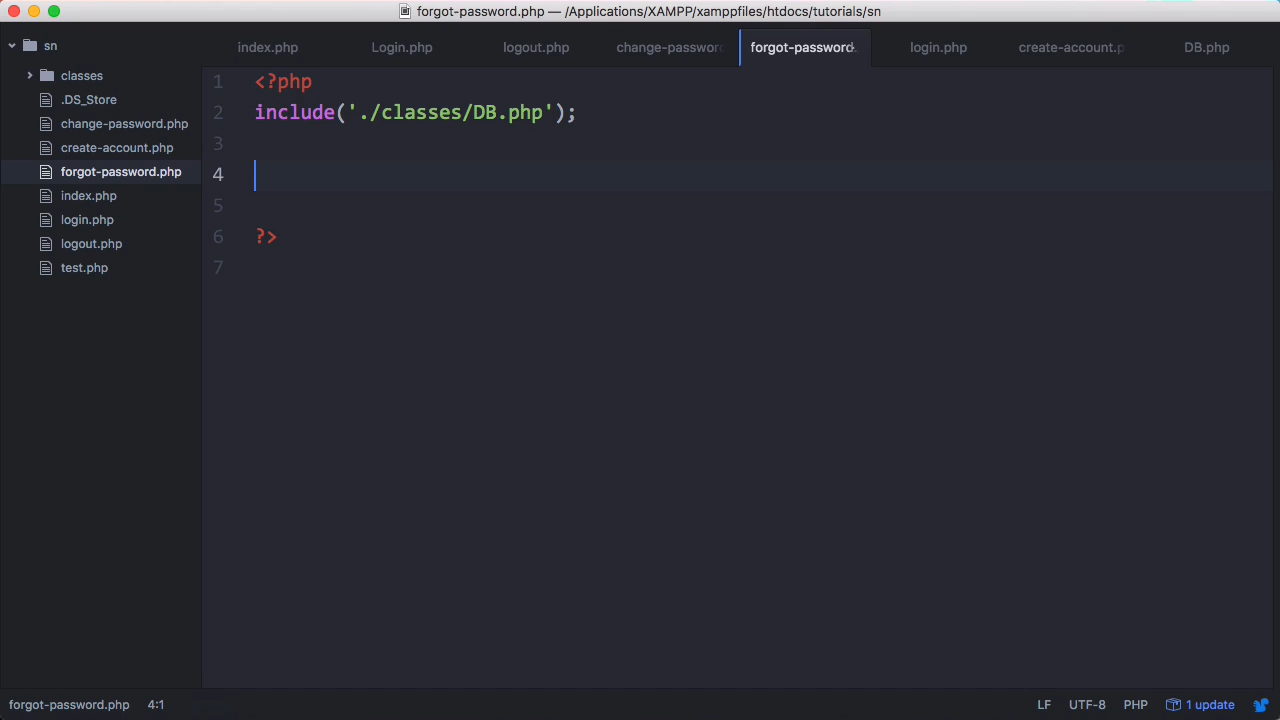 forgot-password.php — /Applications/XAMPP/xamppfiles/htdocs/tutorials/sn
sn
classes
.DS_Store
change-password.php
create-account.php
forgot-password.php
index.php
login.php
logout.php
test.php
index.php Login.php logout.php change-password forgot-password. login.php create-account.p DB.php
1 <?php
2 include('./classes/DB.php');
3
4
5
6 ?>
7
forgot-password.php 4:1 LF UTF-8 PHP 1 update